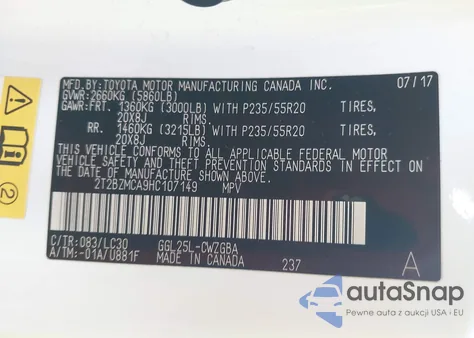 MFD. BY: TOYOTA MOTOR MANUFACTURING CANADA INC. 07/17
GVWR: 2660KG (5860LB)
GAWR: FRT. 1360KG (3000LB) WITH P235/55R20 TIRES,
20X8J RIMS.
RR. 1460KG (3215LB) WITH P235/55R20 TIRES,
20X8J RIMS.
THIS VEHICLE CONFORMS TO ALL APPLICABLE FEDERAL MOTOR
VEHICLE SAFETY AND THEFT PREVENTION STANDARDS IN EFFECT ON
THE DATE OF MANUFACTURE SHOWN ABOVE.
2T2BZMCA9HC107149 MPV
C/TR: 083/LC30 GGL25L-CWZGBA
A/TM: -01A/U881F MADE IN CANADA 237 A
2
autoSnap
Pewne auta z aukcji USA i EU